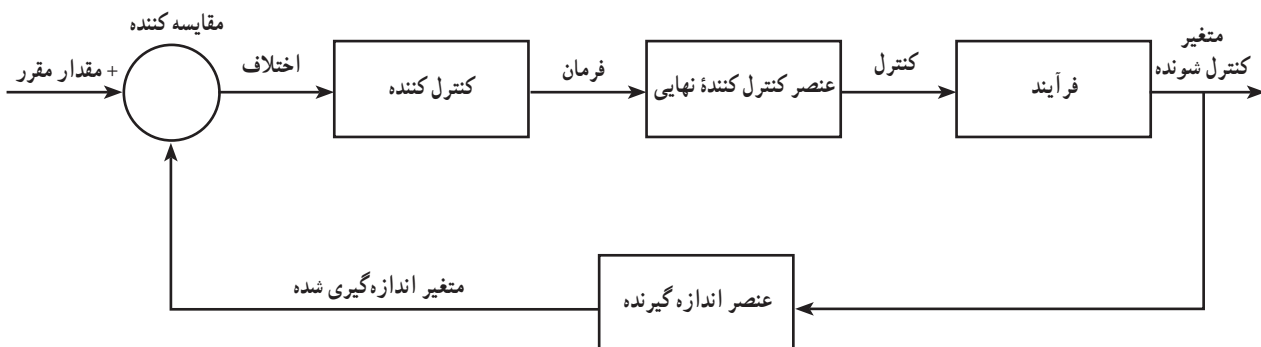 مقایسه کننده
مقدار مقرر +
اختلاف
کنترل کننده
فرمان
عنصر کنترل کنندۀ نهایی
کنترل
فرآیند
متغیر
کنترل شونده
عنصر اندازه گیرنده
متغیر اندازه‌گیری شده